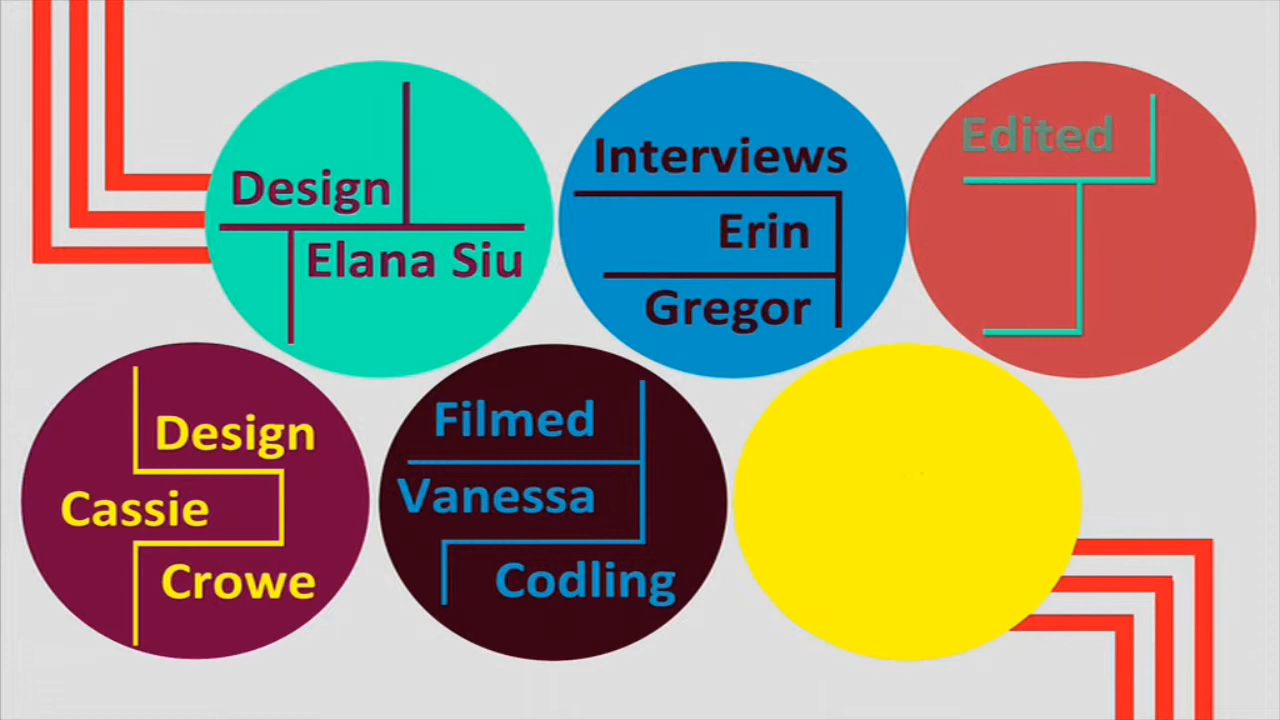 Design
Elana Siu
Interviews
Erin
Gregor
Edited
Design
Cassie
Crowe
Filmed
Vanessa
Codling